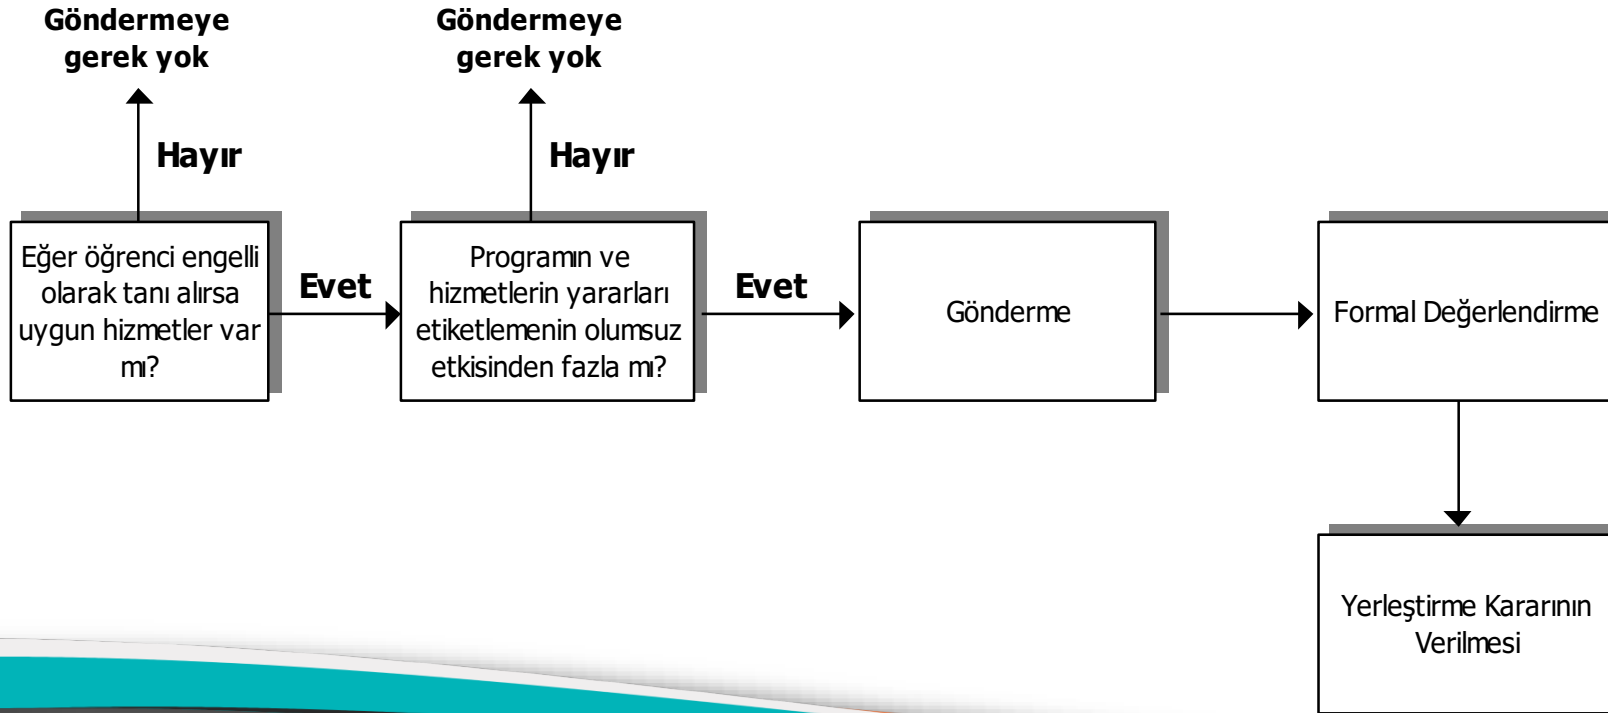 Göndermeye
gerek yok
Göndermeye
gerek yok
Hayır
Hayır
Eğer öğrenci engelli
olarak tanı alırsa
uygun hizmetler var
mı?
Evet
Programın ve
hizmetlerin yararları
etiketlemenin olumsuz
etkisinden fazla mı?
Evet
Gönderme
Formal Değerlendirme
Yerleştirme Kararının
Verilmesi